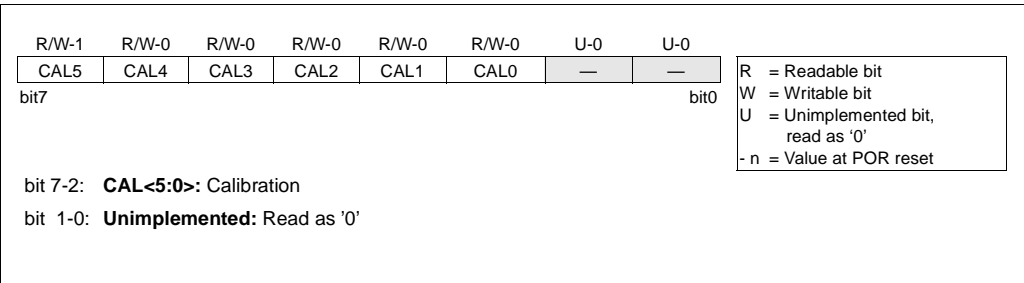 R/W-1 R/W-0 R/W-0 R/W-0 R/W-0 R/W-0 U-0 U-0
CAL5 CAL4 CAL3 CAL2 CAL1 CAL0 — —
bit7 bit0
R = Readable bit
W = Writable bit
U = Unimplemented bit,
read as ‘0’
- n = Value at POR reset
bit 7-2: CAL<5:0>: Calibration
bit 1-0: Unimplemented: Read as ’0’